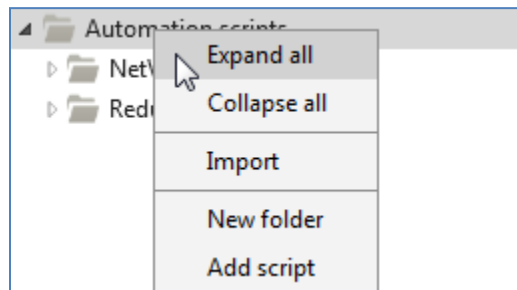 Automation scripts
Expand all
Collapse all
Import
New folder
Add script